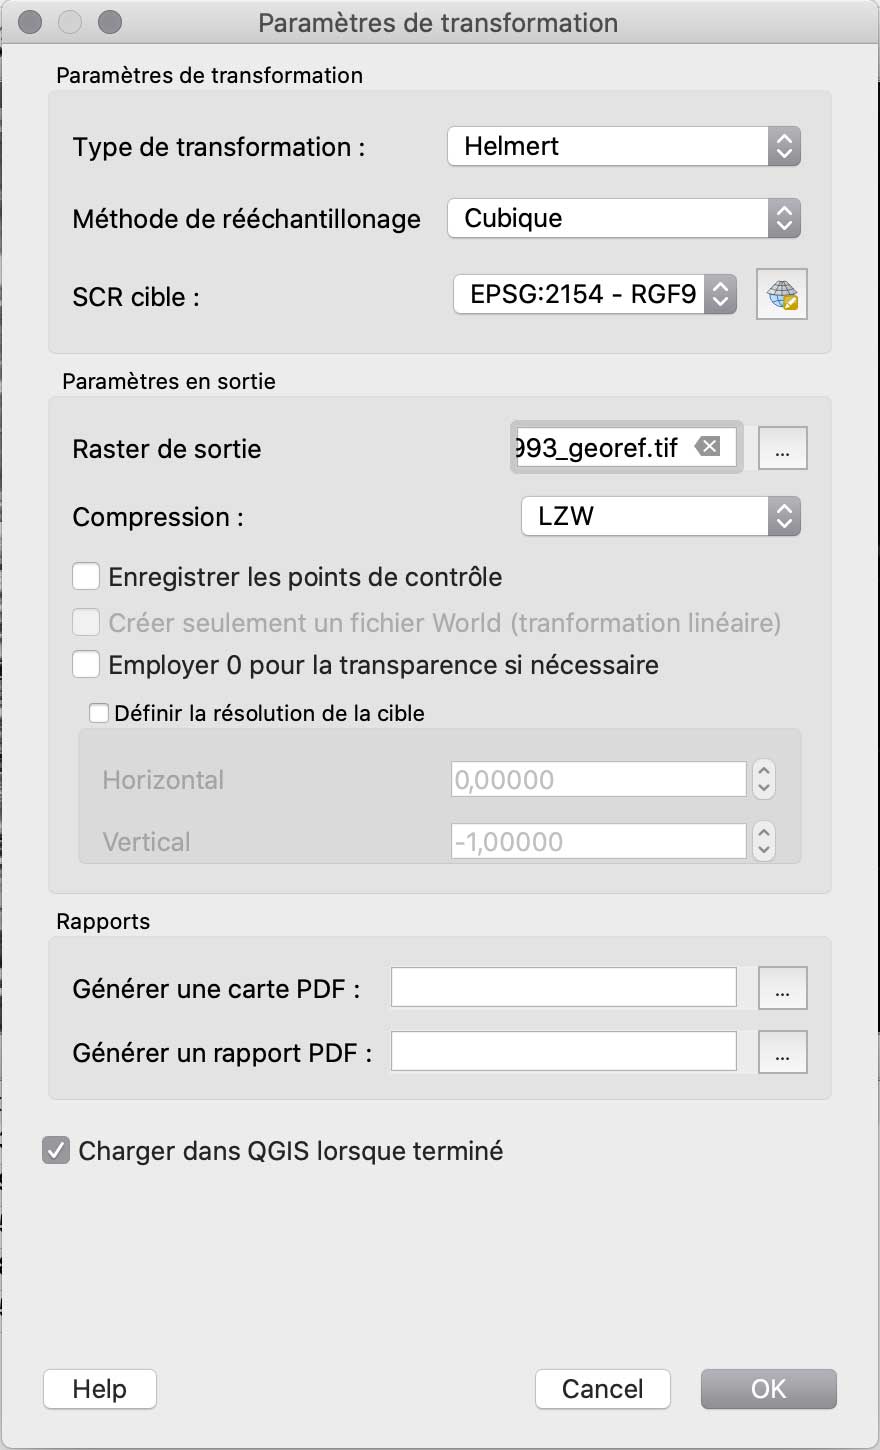 Paramètres de transformation
Paramètres de transformation
Type de transformation :
Helmert
Méthode de rééchantillonage
Cubique
SCR cible :
EPSG:2154 - RGF9
Paramètres en sortie
Raster de sortie
993_georef.tif
...
Compression :
LZW
Enregistrer les points de contrôle
Créer seulement un fichier World (tranformation linéaire)
Employer 0 pour la transparence si nécessaire
Définir la résolution de la cible
Horizontal
0,00000
Vertical
-1,00000
Rapports
Générer une carte PDF :
...
Générer un rapport PDF :
...
Charger dans QGIS lorsque terminé
Help
Cancel
OK